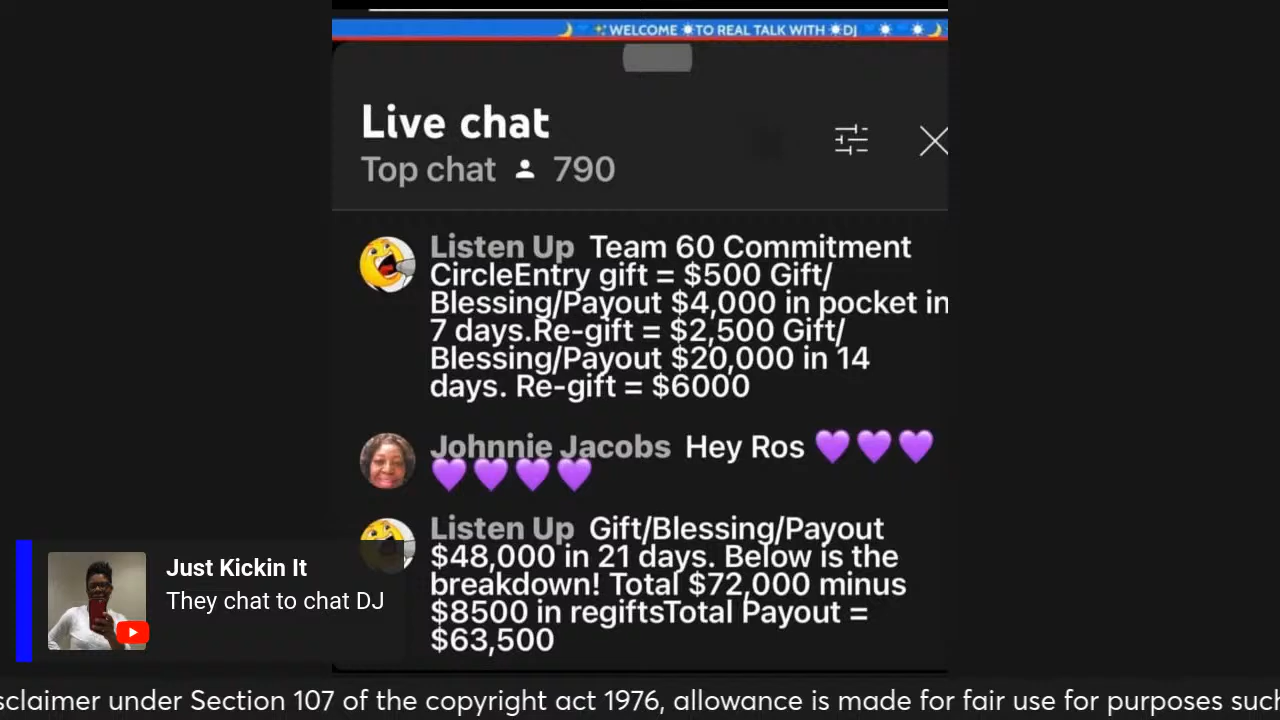 WELCOME TO REAL TALK WITH DJ
Live chat
Top chat 790
Listen Up Team 60 Commitment
CircleEntry gift = $500 Gift/
Blessing/Payout $4,000 in pocket in
7 days.Re-gift = $2,500 Gift/
Blessing/Payout $20,000 in 14
days. Re-gift = $6000
Johnnie Jacobs Hey Ros 💜💜💜
💜💜💜💜
Listen Up Gift/Blessing/Payout
$48,000 in 21 days. Below is the
breakdown! Total $72,000 minus
$8500 in regiftsTotal Payout =
$63,500
Just Kickin It
They chat to chat DJ
sclaimer under Section 107 of the copyright act 1976, allowance is made for fair use for purposes such